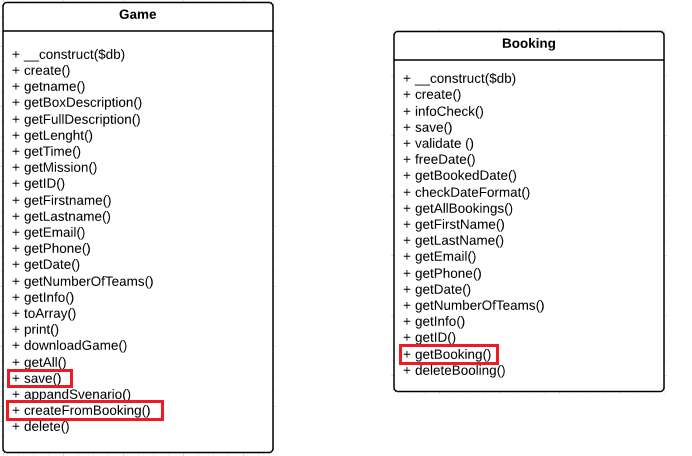 Game
+ __construct($db)
+ create()
+ getname()
+ getBoxDescription()
+ getFullDescription()
+ getLenght()
+ getTime()
+ getMission()
+ getID()
+ getFirstname()
+ getLastname()
+ getEmail()
+ getPhone()
+ getDate()
+ getNumberOfTeams()
+ getInfo()
+ toArray()
+ print()
+ downloadGame()
+ getAll()
+ save()
+ appandSvenario()
+ createFromBooking()
+ delete()
Booking
+ __construct($db)
+ create()
+ infoCheck()
+ save()
+ validate ()
+ freeDate()
+ getBookedDate()
+ checkDateFormat()
+ getAllBookings()
+ getFirstName()
+ getLastName()
+ getEmail()
+ getPhone()
+ getDate()
+ getNumberOfTeams()
+ getInfo()
+ getID()
+ getBooking()
+ deleteBooling()